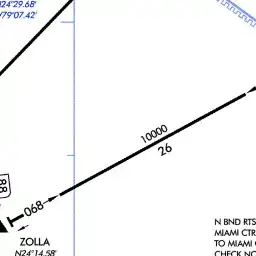 N24°29.68'
W79°07.42'
10000
26
88
068
ZOLLA
N24°14.58'
N BND RTS
MIAMI CTR
TO MIAMI
CHECK NO